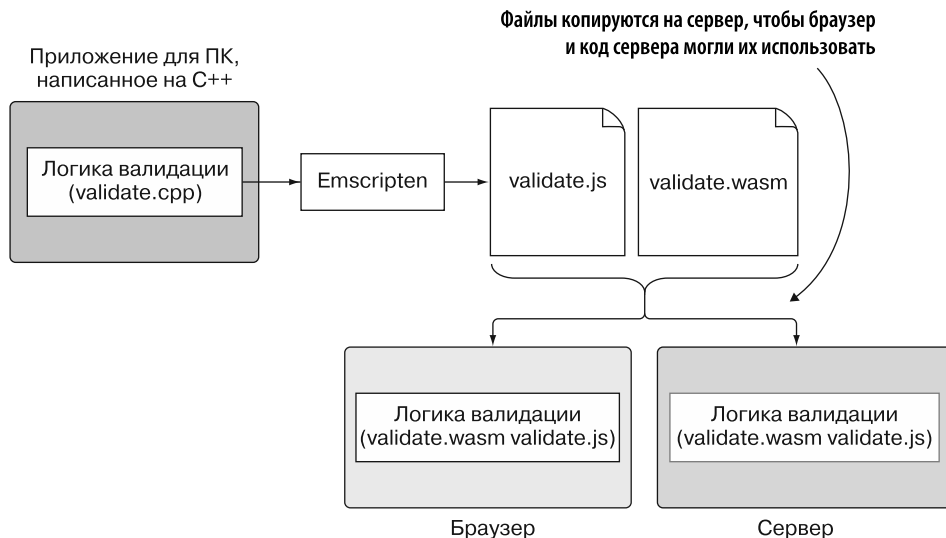 Файлы копируются на сервер, чтобы браузер
и код сервера могли их использовать
Приложение для ПК,
написанное на C++
Логика валидации
(validate.cpp)
Emscripten
validate.js
validate.wasm
Логика валидации
(validate.wasm validate.js)
Браузер
Логика валидации
(validate.wasm validate.js)
Сервер